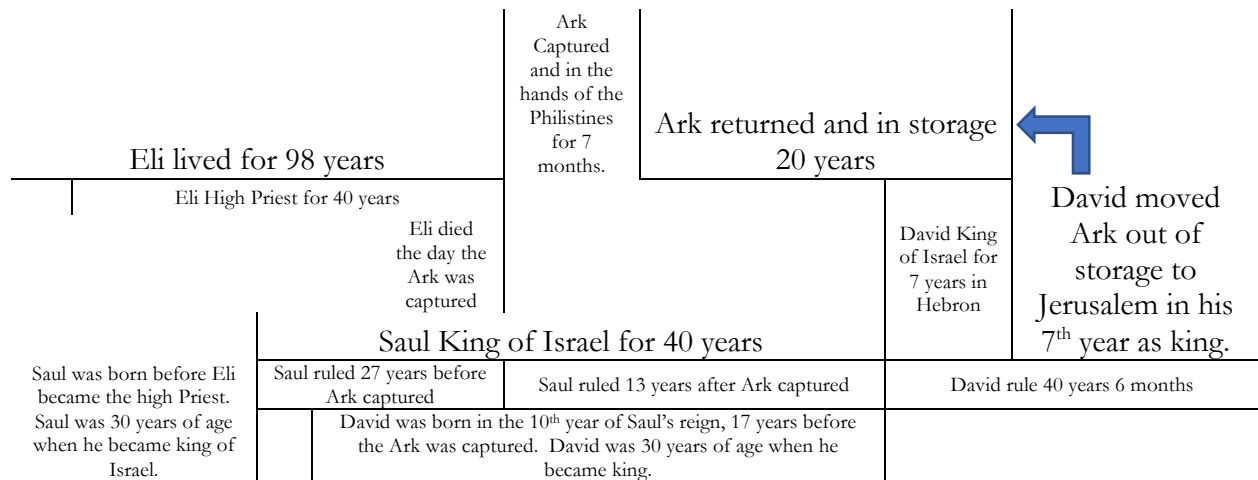 Ark
Captured
and in the
hands of the
Philistines
for 7
months.
Eli lived for 98 years
Ark returned and in storage
20 years
Eli High Priest for 40 years
Eli died
the day the
Ark was
captured
David King
of Israel for
7 years in
Hebron
David moved
Ark out of
storage to
Jerusalem in his
7th year as king.
Saul King of Israel for 40 years
Saul was born before Eli
became the high Priest.
Saul was 30 years of age
when he became king of
Israel.
Saul ruled 27 years before
Ark captured
Saul ruled 13 years after Ark captured
David rule 40 years 6 months
David was born in the 10th year of Saul’s reign, 17 years before
the Ark was captured. David was 30 years of age when he
became king.